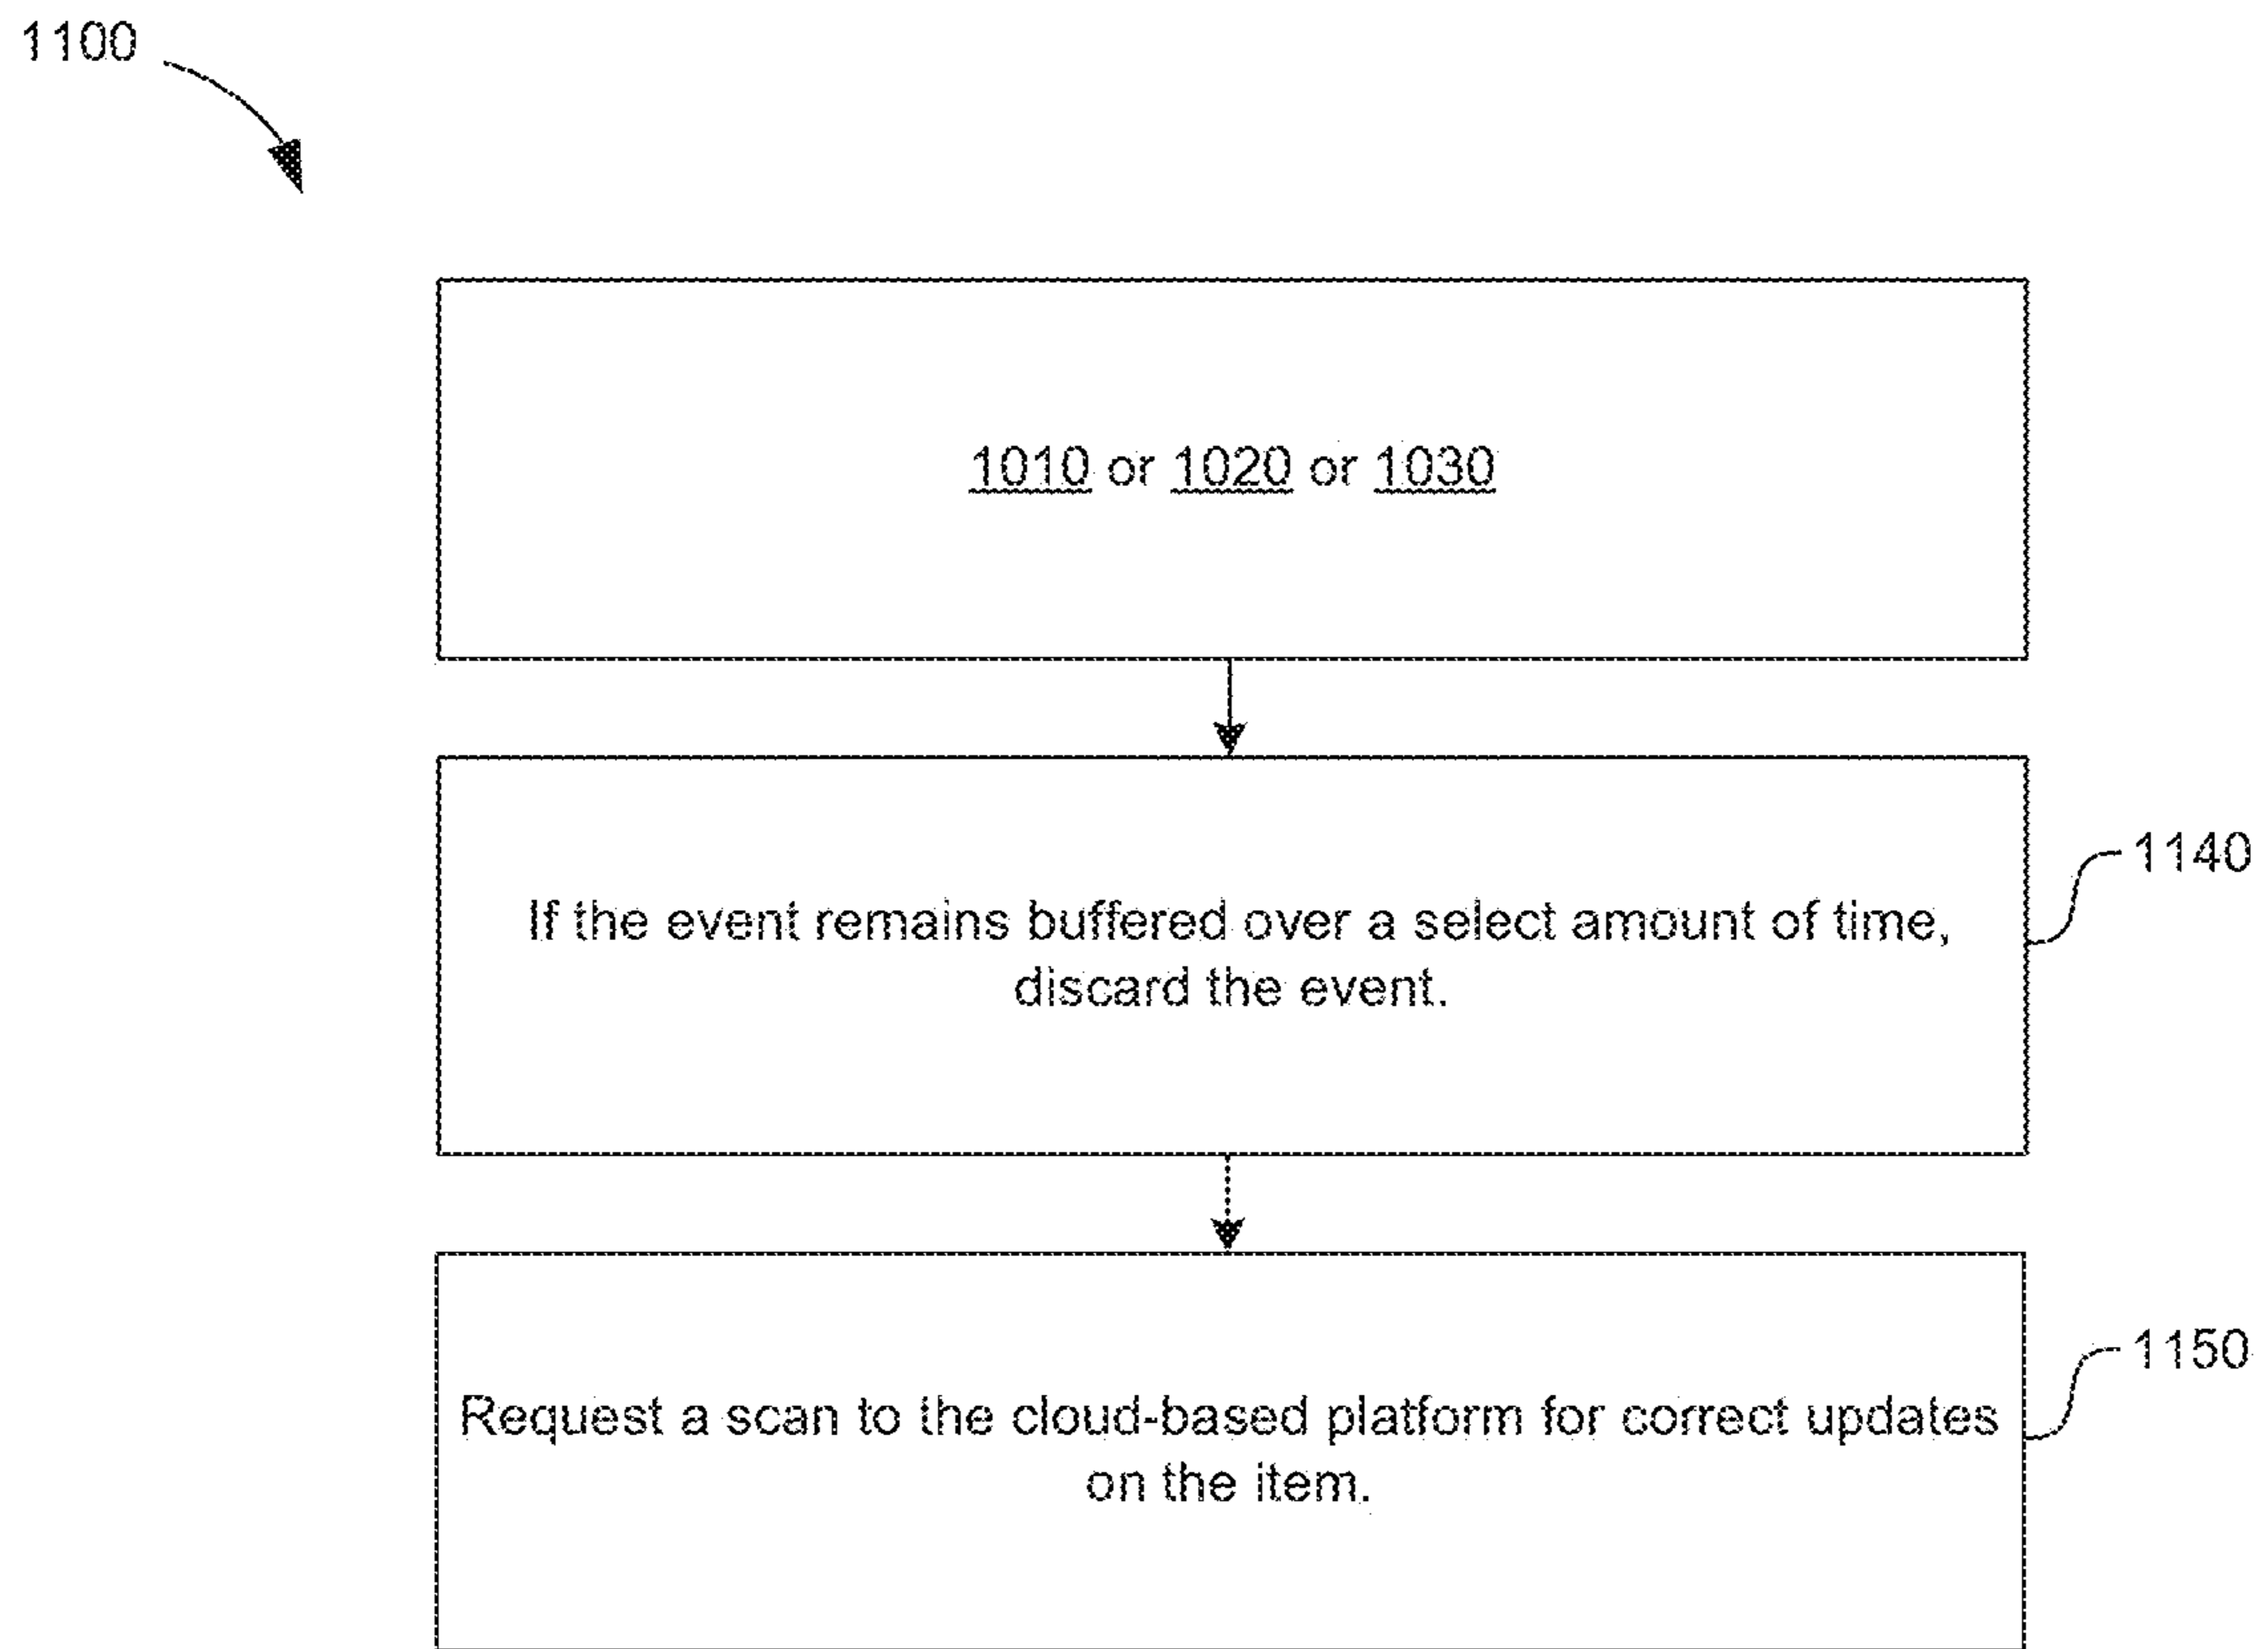 1100
1010 or 1020 or 1030
1140
If the event remains buffered over a select amount of time,
discard the event.
1150
Request a scan to the cloud-based platform for correct updates
on the item.